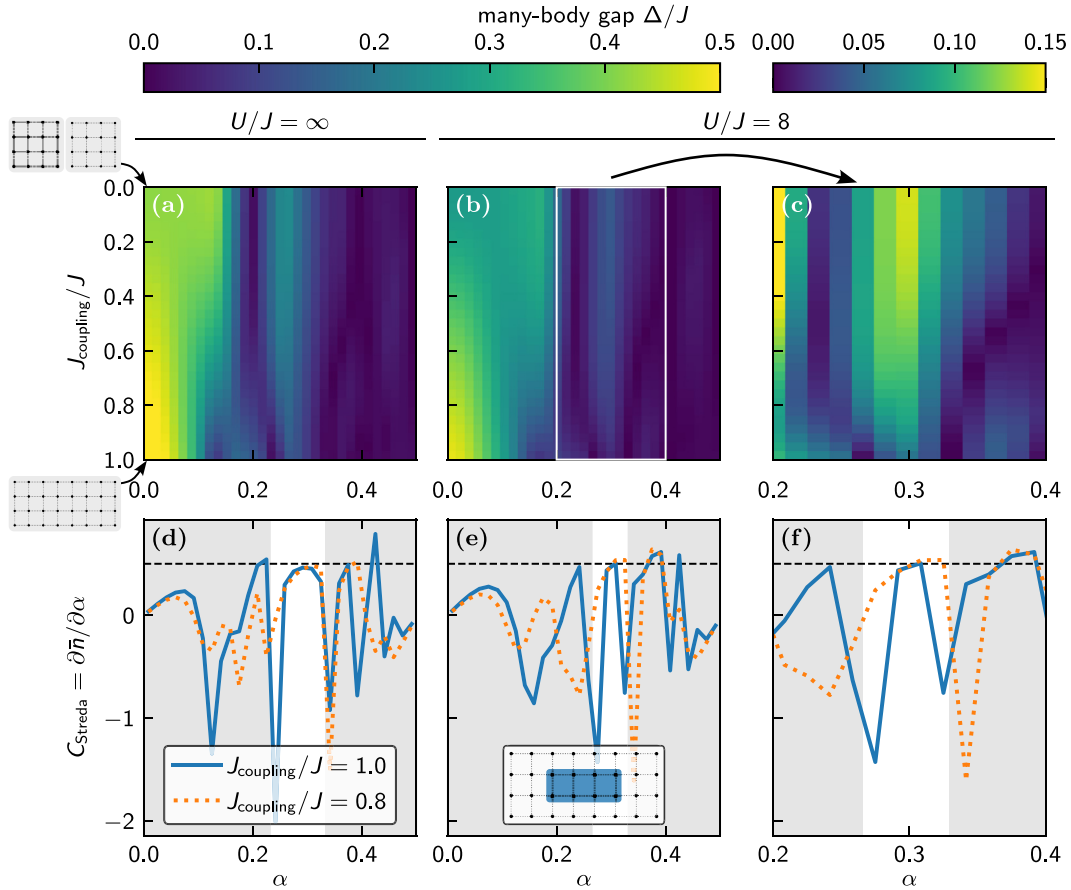 many-body gap Δ/J
0.0 0.1 0.2 0.3 0.4 0.5 0.00 0.05 0.10 0.15
U/J = ∞ U/J = 8
(a) (b) (c)
J_coupling/J
0.0
0.2
0.4
0.6
0.8
1.0
0.0 0.2 0.4 0.0 0.2 0.4 0.2 0.3 0.4
(d) (e) (f)
C_Streda = ∂n̄/∂α
0
−1
−2
J_coupling/J = 1.0
J_coupling/J = 0.8
0.0 0.2 0.4 0.0 0.2 0.4 0.2 0.3 0.4
α α α